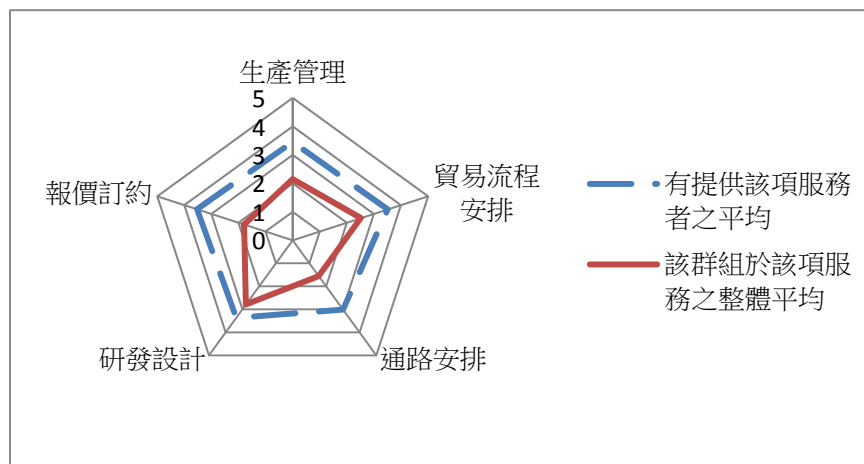 生產管理
5
4
3
2
1
0
貿易流程
安排
通路安排
研發設計
報價訂約
有提供該項服務
者之平均
該群組於該項服
務之整體平均